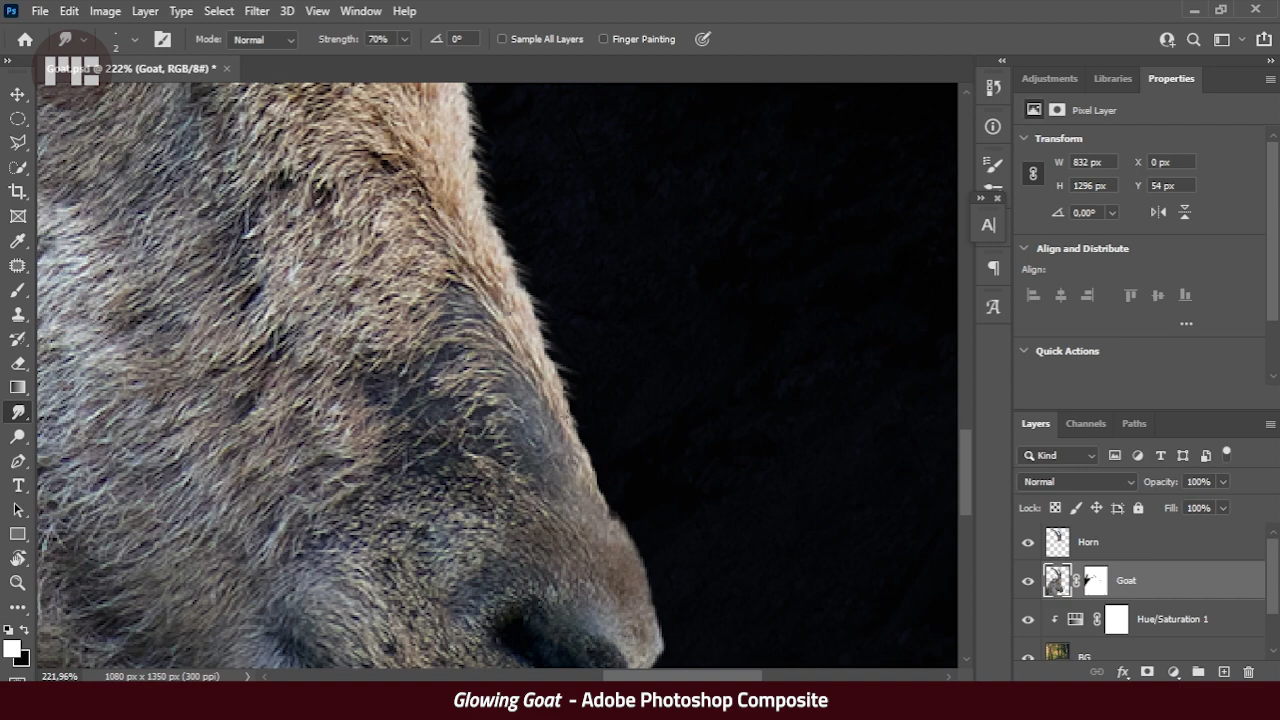 Ps File Edit Image Layer Type Select Filter 3D View Window Help
2 Mode: Normal Strength: 70% 0° Sample All Layers Finger Painting
Goat.psd @ 222% (Goat, RGB/8#) * ×
Adjustments Libraries Properties
Pixel Layer
Transform
W 832 px X 0 px
H 1296 px Y 54 px
0,00°
Align and Distribute
Align:
Quick Actions
Layers Channels Paths
Kind
Normal Opacity: 100%
Lock: Fill: 100%
Horn
Goat
Hue/Saturation 1
BG
221,96% 1080 px x 1350 px (300 ppi)
Glowing Goat - Adobe Photoshop Composite